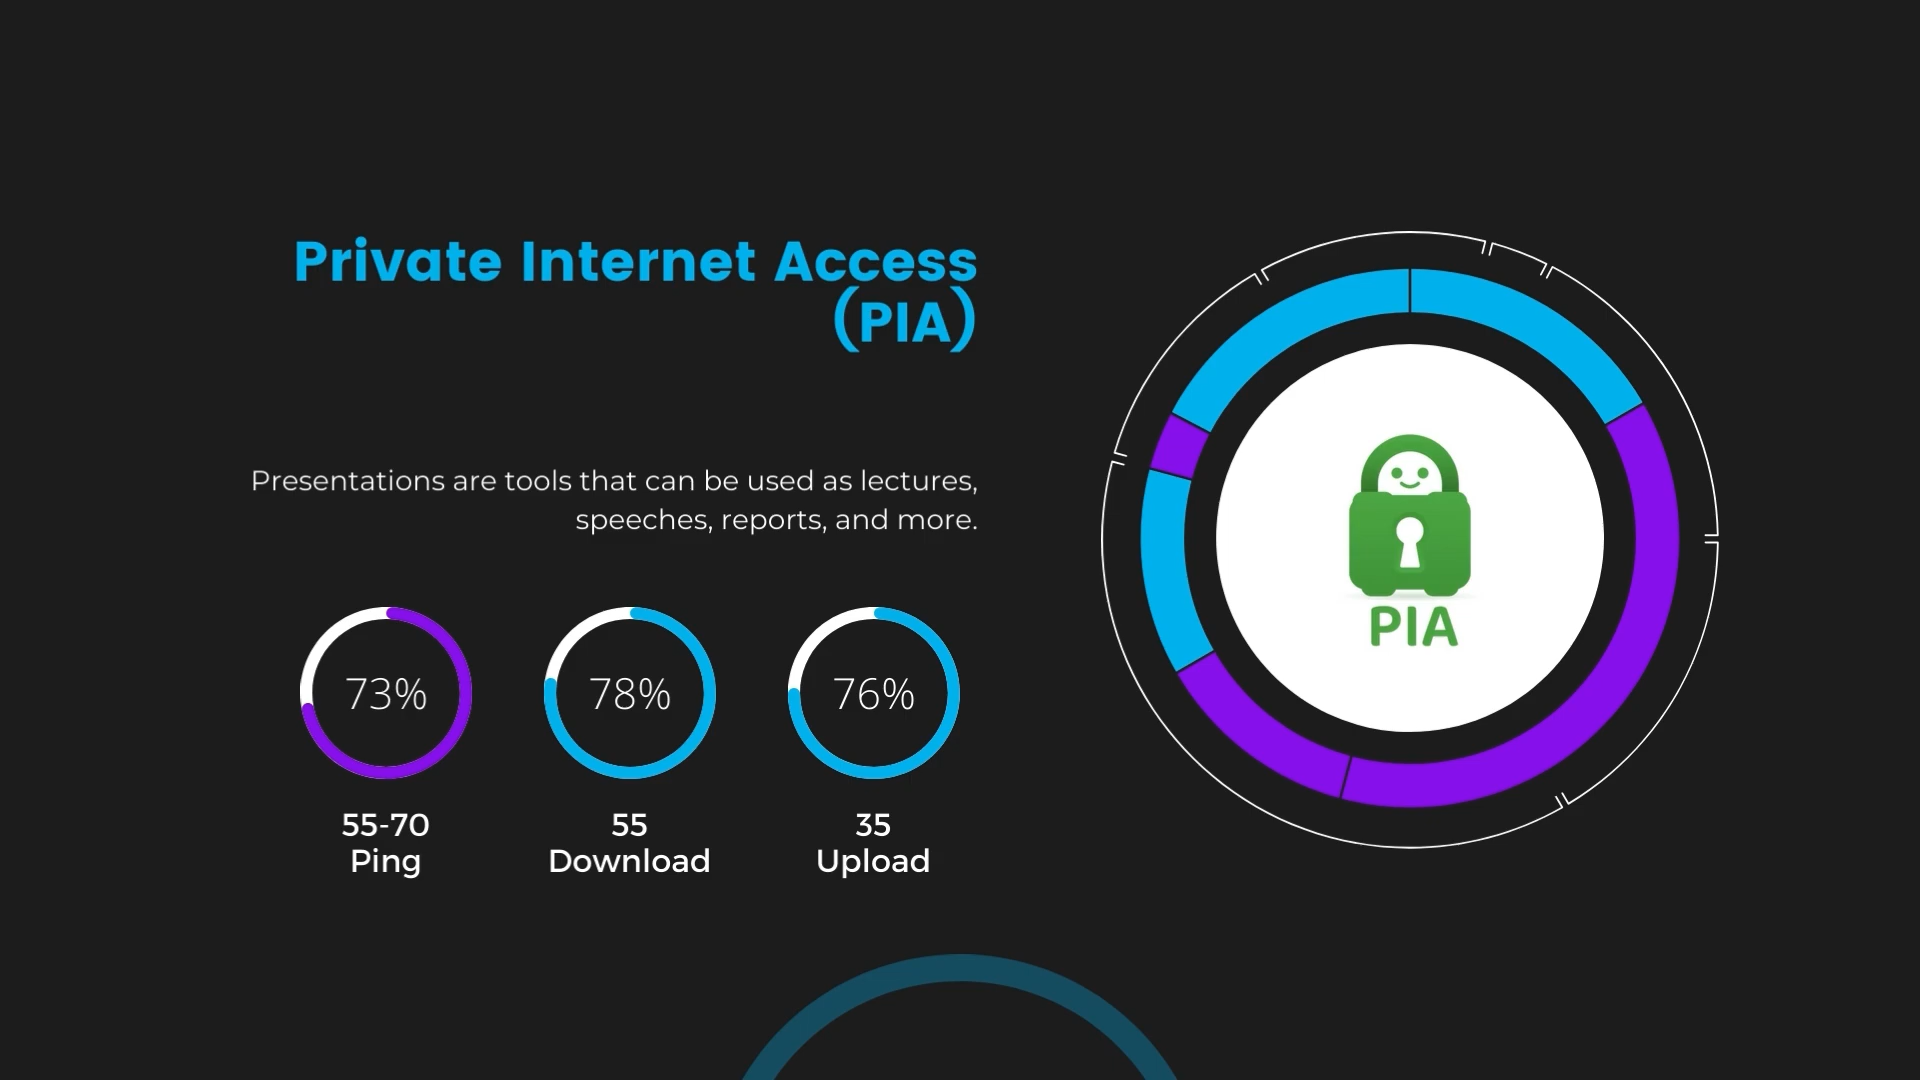 Private Internet Access
(PIA)
Presentations are tools that can be used as lectures,
speeches, reports, and more.
73%
78%
76%
55-70
Ping
55
Download
35
Upload
PIA